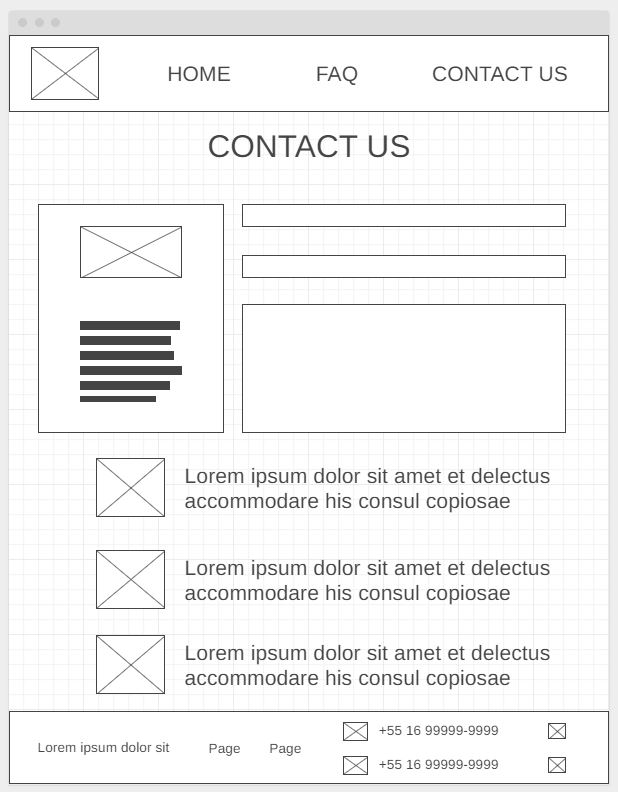 HOME FAQ CONTACT US
CONTACT US
Lorem ipsum dolor sit amet et delectus
accommodare his consul copiosae
Lorem ipsum dolor sit amet et delectus
accommodare his consul copiosae
Lorem ipsum dolor sit amet et delectus
accommodare his consul copiosae
Lorem ipsum dolor sit Page Page
+55 16 99999-9999
+55 16 99999-9999